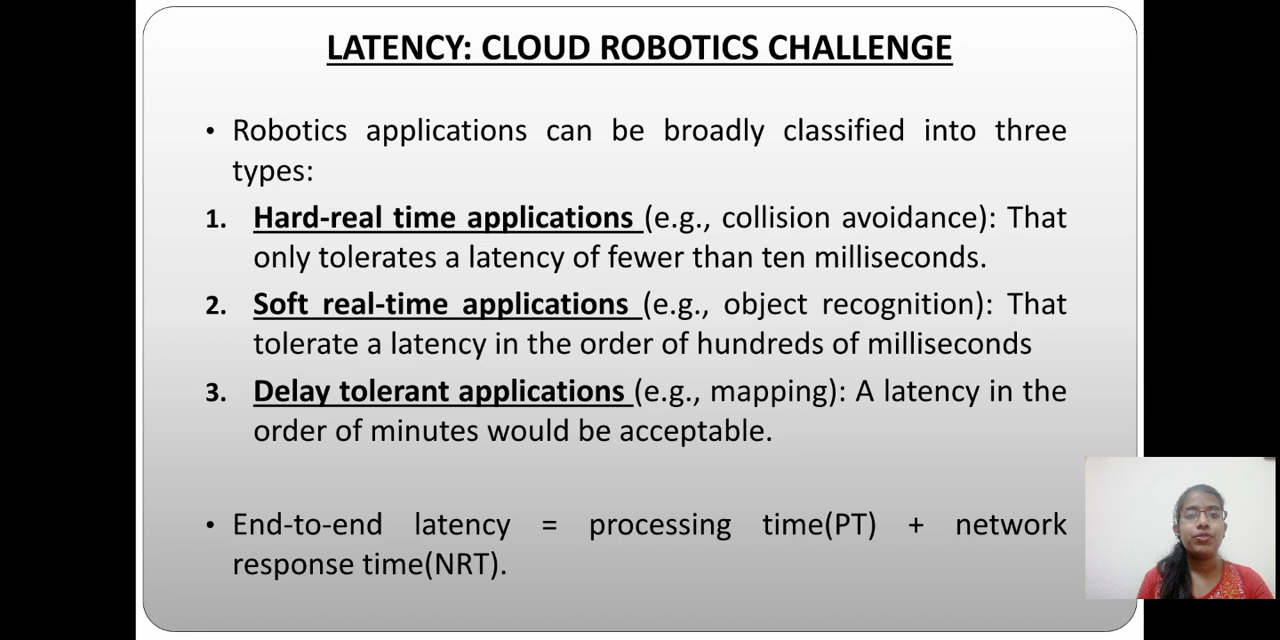 LATENCY: CLOUD ROBOTICS CHALLENGE
• Robotics applications can be broadly classified into three
types:
1. Hard-real time applications (e.g., collision avoidance): That
only tolerates a latency of fewer than ten milliseconds.
2. Soft real-time applications (e.g., object recognition): That
tolerate a latency in the order of hundreds of milliseconds
3. Delay tolerant applications (e.g., mapping): A latency in the
order of minutes would be acceptable.
• End-to-end latency = processing time(PT) + network
response time(NRT).